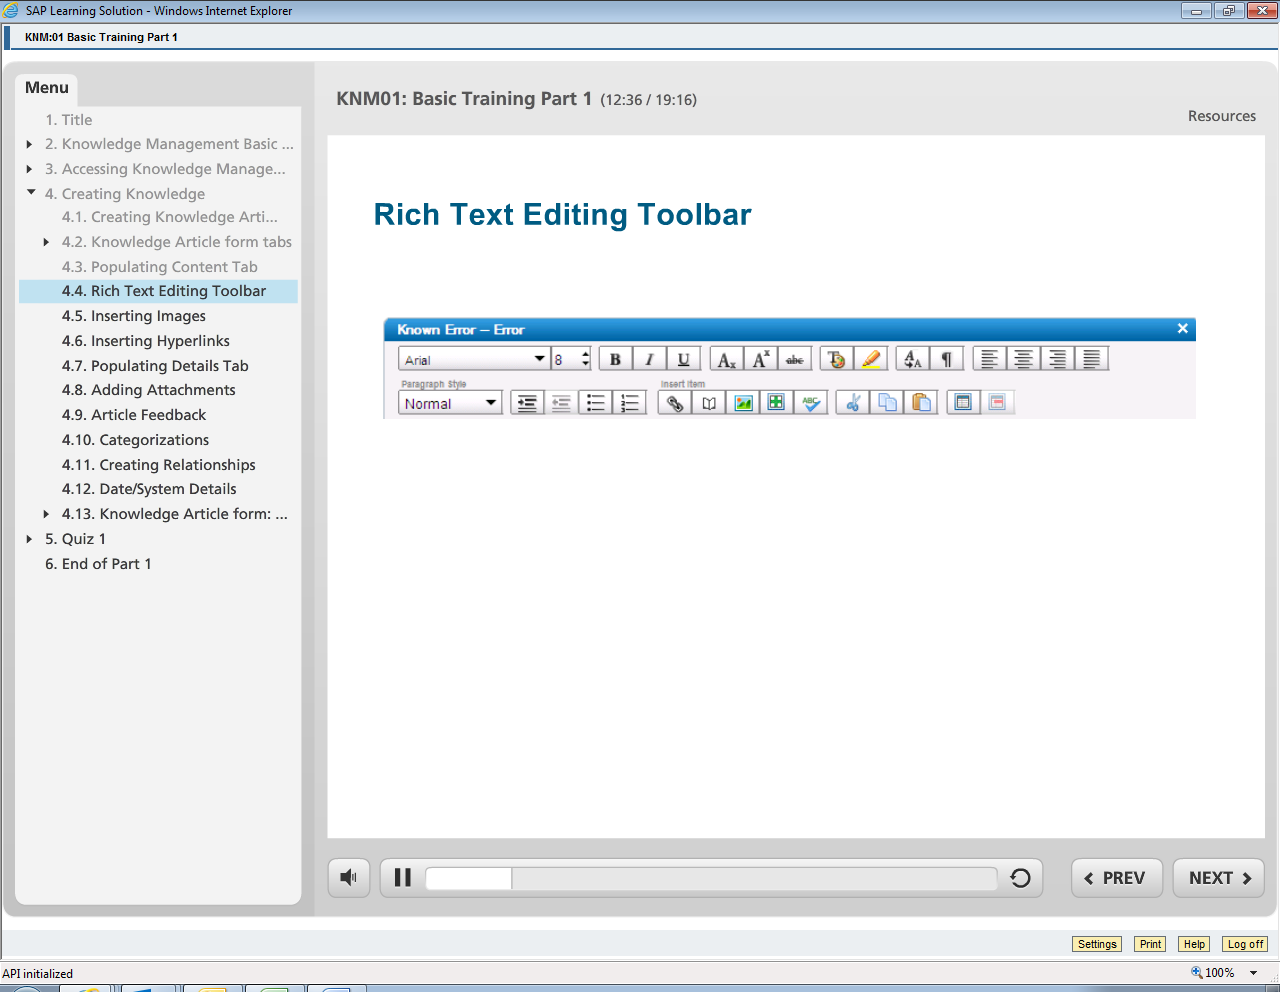 SAP Learning Solution - Windows Internet Explorer
KNM:01 Basic Training Part 1
Menu
1. Title
2. Knowledge Management Basic ...
3. Accessing Knowledge Manage...
4. Creating Knowledge
4.1. Creating Knowledge Arti...
4.2. Knowledge Article form tabs
4.3. Populating Content Tab
4.4. Rich Text Editing Toolbar
4.5. Inserting Images
4.6. Inserting Hyperlinks
4.7. Populating Details Tab
4.8. Adding Attachments
4.9. Article Feedback
4.10. Categorizations
4.11. Creating Relationships
4.12. Date/System Details
4.13. Knowledge Article form: ...
5. Quiz 1
6. End of Part 1
KNM01: Basic Training Part 1 (12:36 / 19:16)
Resources
Rich Text Editing Toolbar
Known Error – Error
Arial 8 B I U Ax Ax abc A A ¶
Paragraph Style Insert Item
Normal ABC
PREV NEXT
Settings Print Help Log off
API initialized 100%